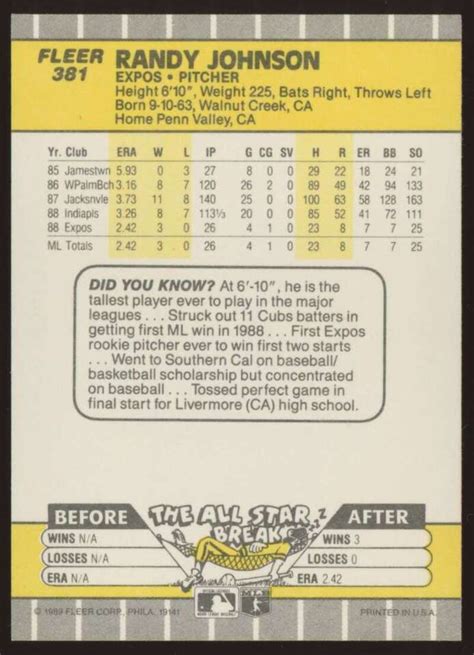 FLEER
381
RANDY JOHNSON
EXPOS • PITCHER
Height 6'10", Weight 225, Bats Right, Throws Left
Born 9-10-63, Walnut Creek, CA
Home Penn Valley, CA
Yr. Club ERA W L IP G CG SV H R ER BB SO
85 Jamestwn 5.93 0 3 27 8 0 0 29 22 18 24 21
86 WPalmBch 3.16 8 7 120 26 2 0 89 49 42 94 133
87 Jacksnvle 3.73 11 8 140 24 0 0 100 63 58 128 163
88 Indiapls 3.26 8 7 113⅓ 20 0 0 85 52 41 72 111
88 Expos 2.42 3 0 26 4 1 0 23 8 7 7 25
ML Totals 2.42 3 0 26 4 1 0 23 8 7 7 25
DID YOU KNOW? At 6'-10", he is the
tallest player ever to play in the major
leagues . . . Struck out 11 Cubs batters in
getting first ML win in 1988 . . . First Expos
rookie pitcher ever to win first two starts
. . . Went to Southern Cal on baseball/
basketball scholarship but concentrated
on baseball . . . Tossed perfect game in
final start for Livermore (CA) high school.
BEFORE THE ALL STAR BREAK AFTER
WINS N/A WINS 3
LOSSES N/A LOSSES 0
ERA N/A ERA 2.42
© 1989 FLEER CORP., PHILA. 19141 PRINTED IN U.S.A.